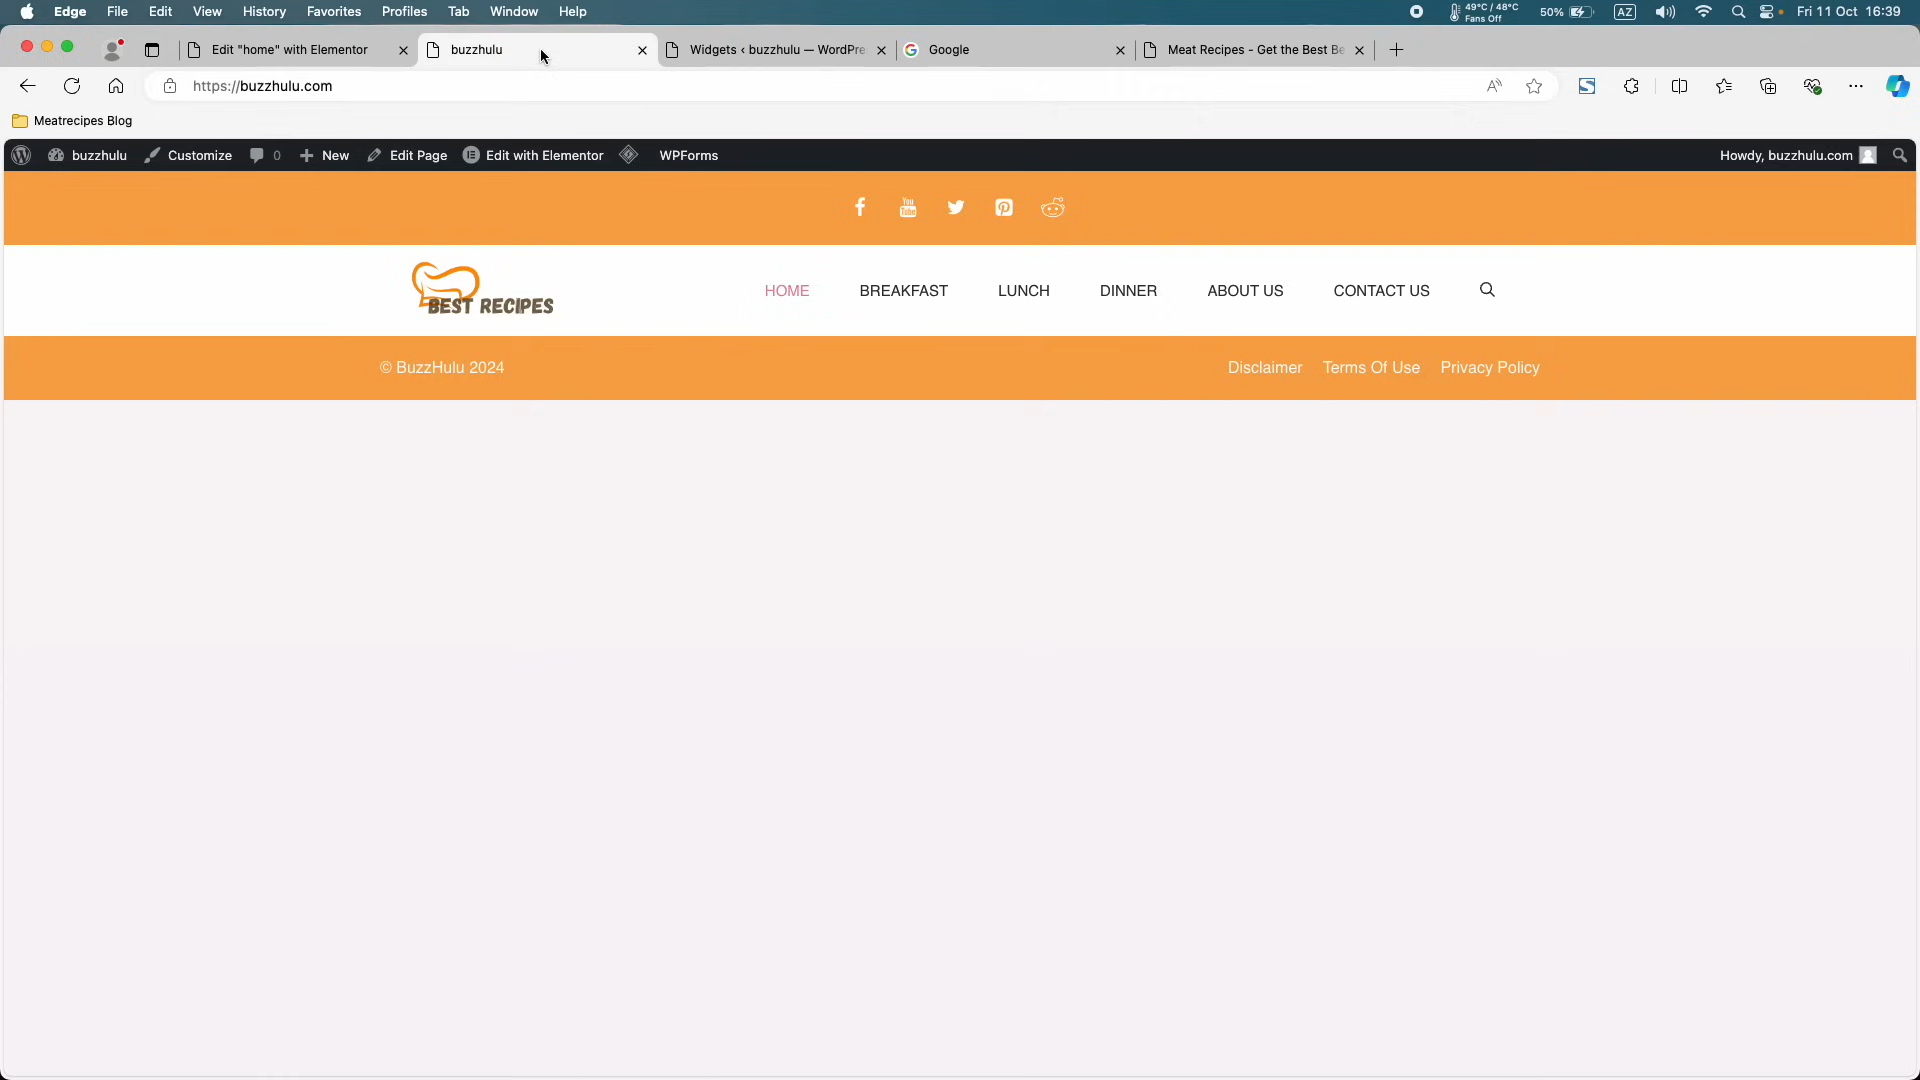 Edge File Edit View History Favorites Profiles Tab Window Help 49°C / 48°C Fans Off 50% AZ Fri 11 Oct 16:39
Edit "home" with Elementor buzzhulu Widgets ‹ buzzhulu — WordPre Google Meat Recipes - Get the Best Be
https://buzzhulu.com
Meatrecipes Blog
buzzhulu Customize 0 New Edit Page Edit with Elementor WPForms Howdy, buzzhulu.com
You Tube
BEST RECIPES HOME BREAKFAST LUNCH DINNER ABOUT US CONTACT US
© BuzzHulu 2024 Disclaimer Terms Of Use Privacy Policy